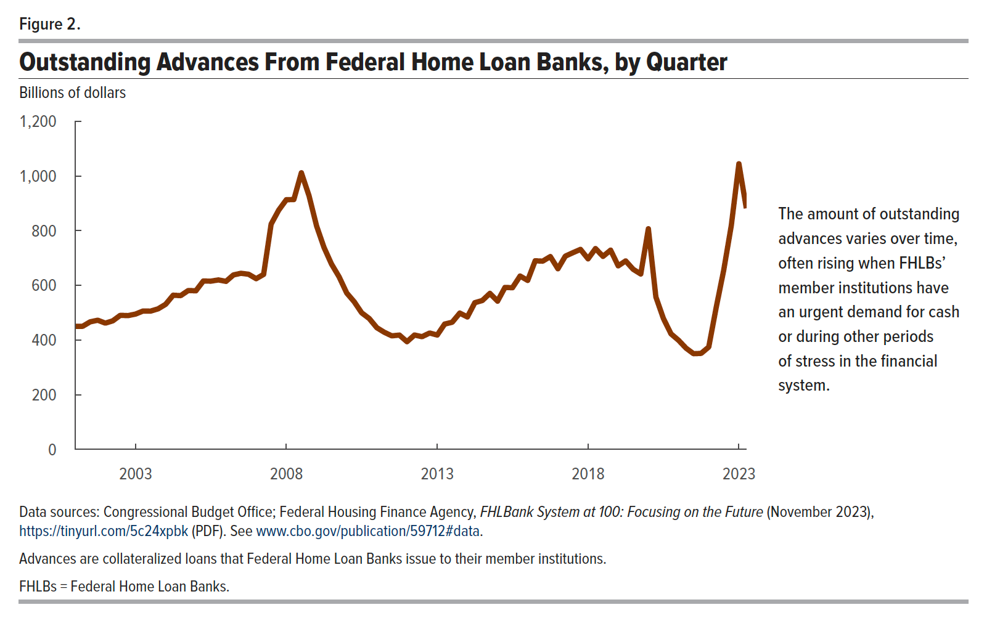 Figure 2.
Outstanding Advances From Federal Home Loan Banks, by Quarter
Billions of dollars
1,200
1,000
800
600
400
200
0
2003
2008
2013
2018
2023
The amount of outstanding
advances varies over time,
often rising when FHLBs’
member institutions have
an urgent demand for cash
or during other periods
of stress in the financial
system.
Data sources: Congressional Budget Office; Federal Housing Finance Agency, FHLBank System at 100: Focusing on the Future (November 2023),
https://tinyurl.com/5c24xpbk (PDF). See www.cbo.gov/publication/59712#data.
Advances are collateralized loans that Federal Home Loan Banks issue to their member institutions.
FHLBs = Federal Home Loan Banks.